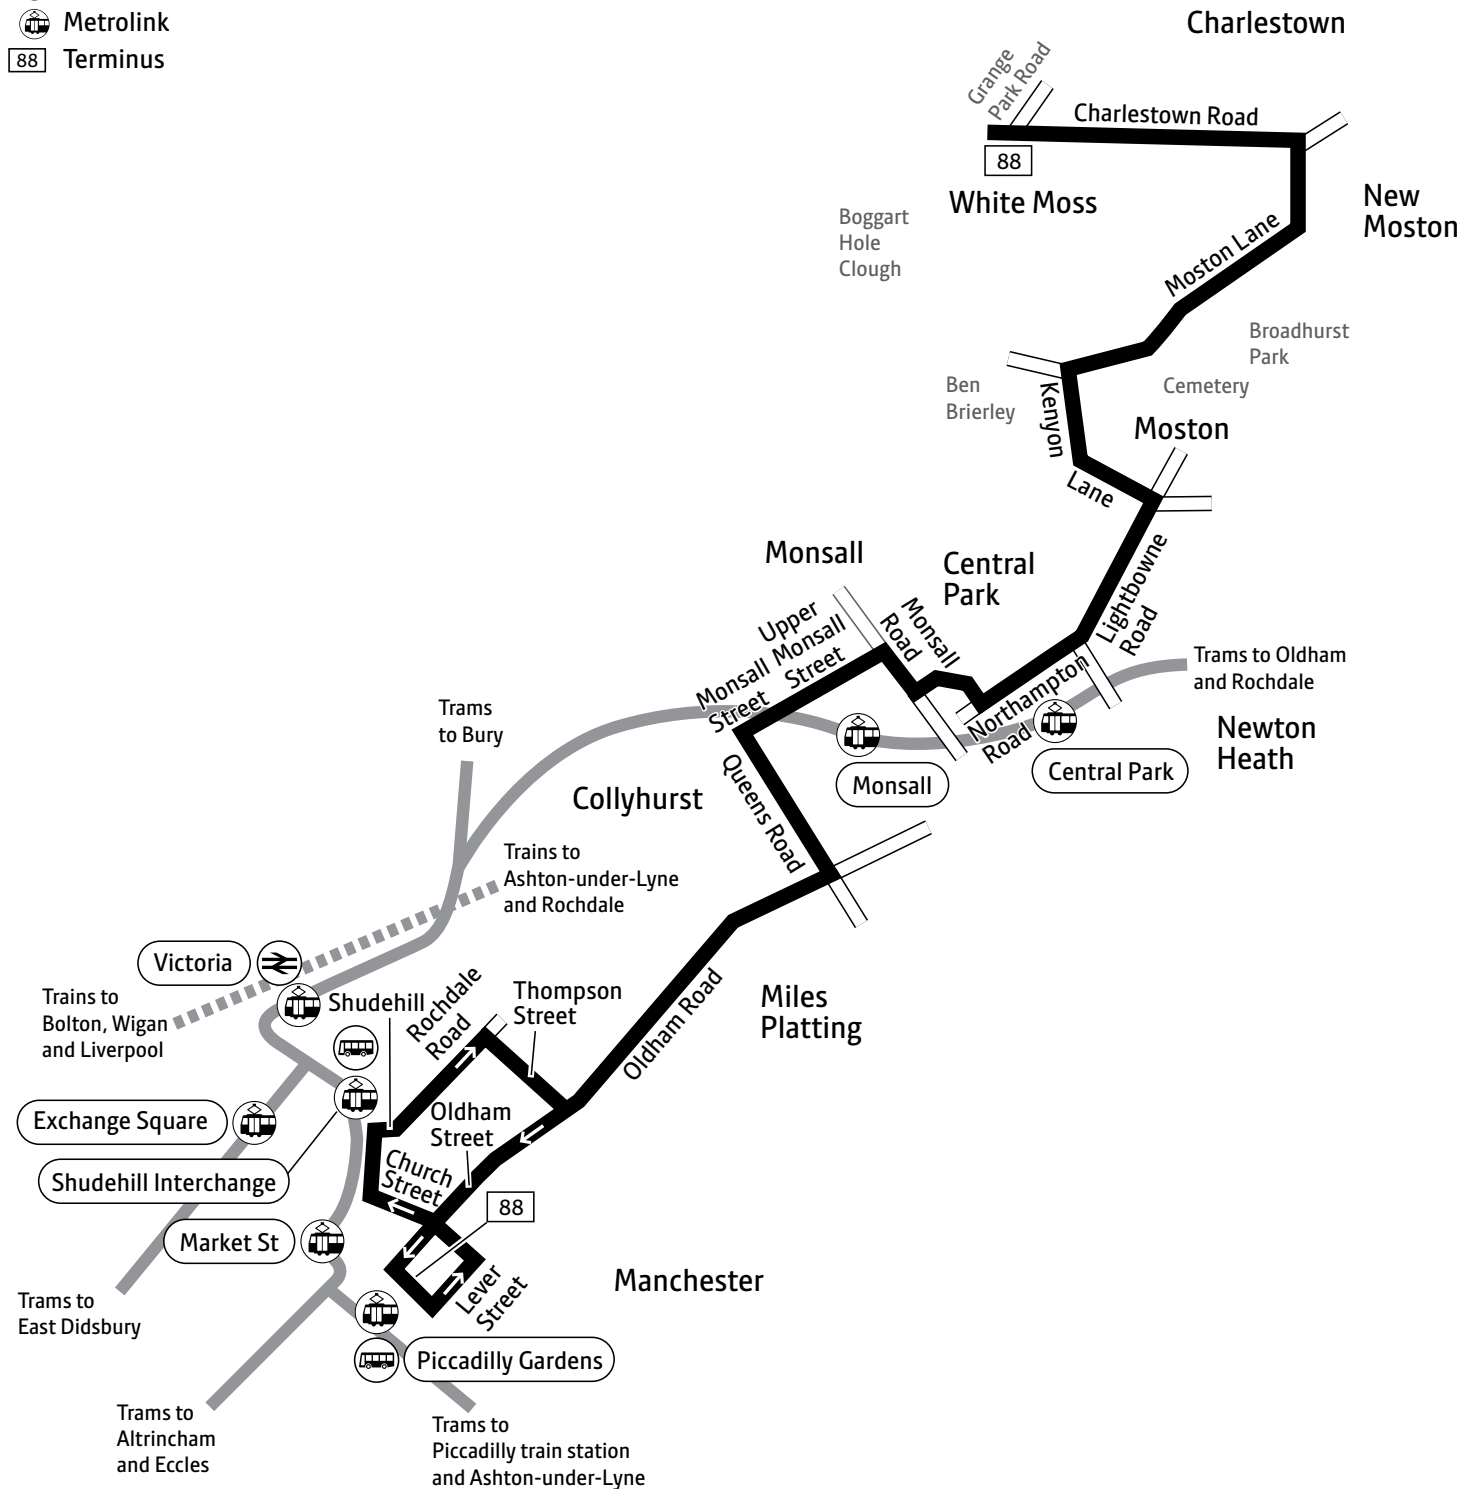 Metrolink
88 Terminus
Charlestown
Grange
Park Road
Charlestown Road
88
White Moss
New
Moston
Boggart
Hole
Clough
Moston Lane
Broadhurst
Park
Ben
Brierley
Cemetery
Kenyon
Lane
Moston
Lightbowne
Road
Monsall
Central
Park
Upper
Monsall
Street
Monsall
Road
Monsall
Street
Northampton
Road
Trams to Oldham
and Rochdale
Trams
to Bury
Newton
Heath
Central Park
Monsall
Queens Road
Collyhurst
Trains to
Ashton-under-Lyne
and Rochdale
Victoria
Trains to
Bolton, Wigan
and Liverpool
Shudehill
Rochdale
Road
Thompson
Street
Oldham Road
Miles
Platting
Exchange Square
Oldham
Street
Church
Street
Shudehill Interchange
88
Market St
Lever
Street
Manchester
Trams to
East Didsbury
Piccadilly Gardens
Trams to
Altrincham
and Eccles
Trams to
Piccadilly train station
and Ashton-under-Lyne